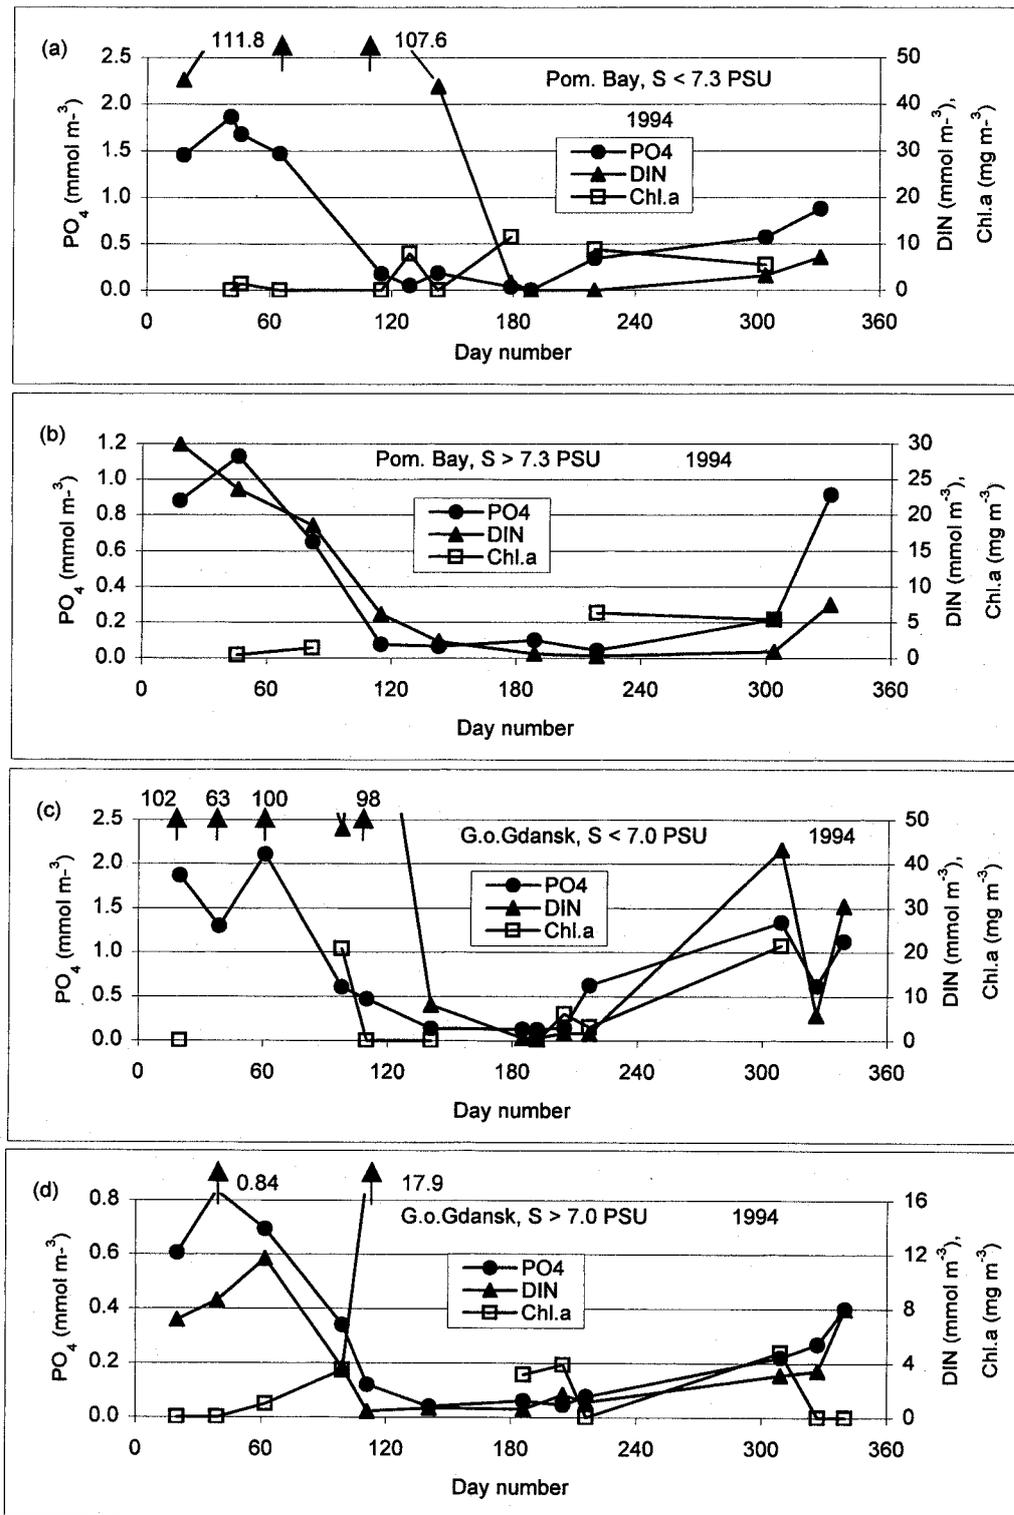 (a)
111.8
107.6
2.5
2.0
1.5
1.0
0.5
0.0
PO4 (mmol m-3)
50
40
30
20
10
0
DIN (mmol m-3),
Chl.a (mg m-3)
Pom. Bay, S < 7.3 PSU
1994
PO4
DIN
Chl.a
0 60 120 180 240 300 360
Day number
(b)
1.2
1.0
0.8
0.6
0.4
0.2
0.0
PO4 (mmol m-3)
30
25
20
15
10
5
0
DIN (mmol m-3),
Chl.a (mg m-3)
Pom. Bay, S > 7.3 PSU 1994
PO4
DIN
Chl.a
0 60 120 180 240 300 360
Day number
(c)
102 63 100 98
2.5
2.0
1.5
1.0
0.5
0.0
PO4 (mmol m-3)
50
40
30
20
10
0
DIN (mmol m-3),
Chl.a (mg m-3)
G.o.Gdansk, S < 7.0 PSU 1994
PO4
DIN
Chl.a
0 60 120 180 240 300 360
Day number
(d)
0.84
17.9
0.8
0.6
0.4
0.2
0.0
PO4 (mmol m-3)
16
12
8
4
0
DIN (mmol m-3),
Chl.a (mg m-3)
G.o.Gdansk, S > 7.0 PSU 1994
PO4
DIN
Chl.a
0 60 120 180 240 300 360
Day number